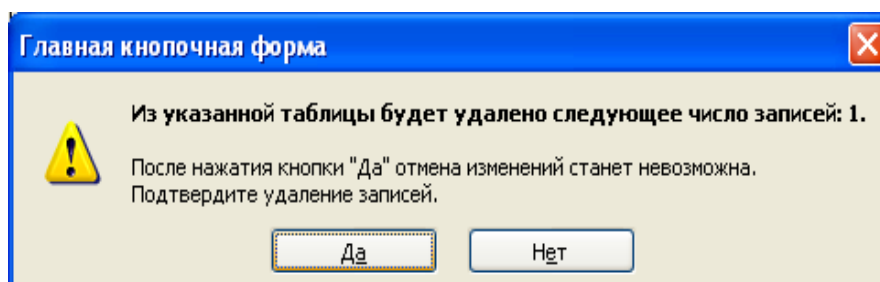 Главная кнопочная форма
Из указанной таблицы будет удалено следующее число записей: 1.
После нажатия кнопки "Да" отмена изменений станет невозможна.
Подтвердите удаление записей.
Да
Нет